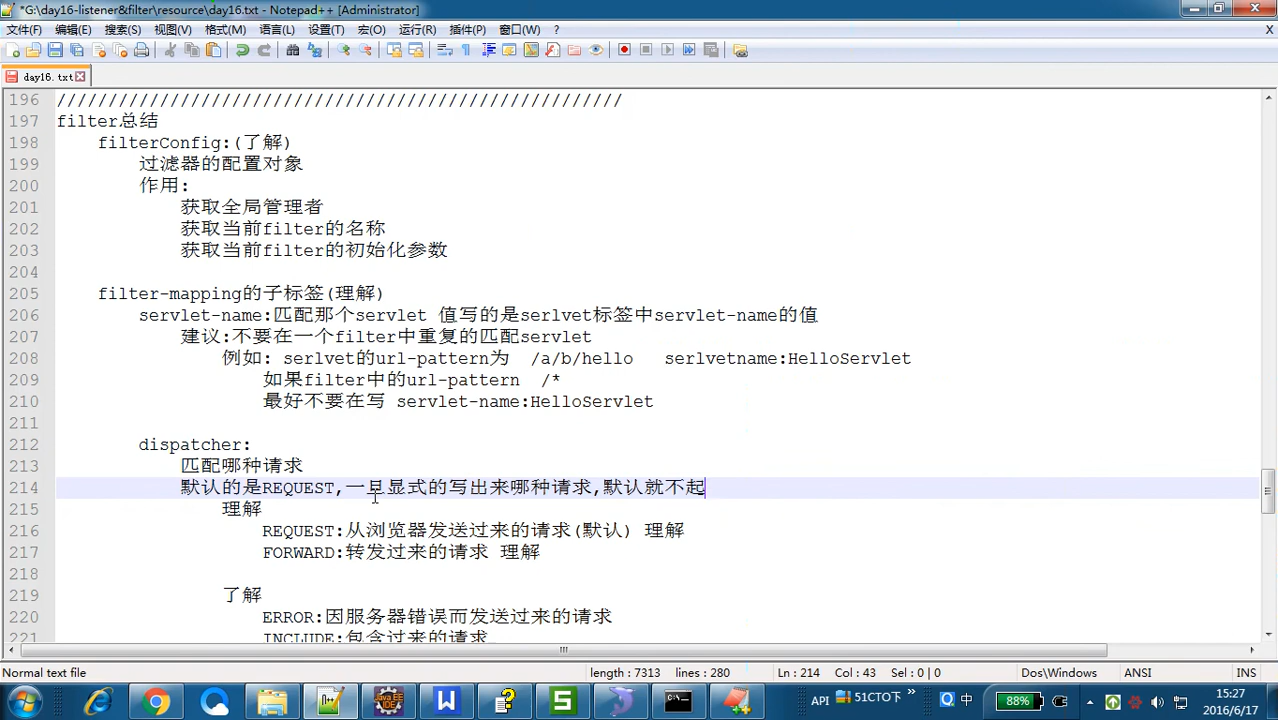 *G:\day16-listener&filter\resource\day16.txt - Notepad++ [Administrator]
文件(F) 编辑(E) 搜索(S) 视图(V) 格式(M) 语言(L) 设置(T) 宏(O) 运行(R) 插件(P) 窗口(W) ? X
day16.txt
196 ///////////////////////////////////////////////////////
197 filter总结
198 filterConfig:(了解)
199 过滤器的配置对象
200 作用:
201 获取全局管理者
202 获取当前filter的名称
203 获取当前filter的初始化参数
204
205 filter-mapping的子标签(理解)
206 servlet-name:匹配那个servlet 值写的是serlvet标签中servlet-name的值
207 建议:不要在一个filter中重复的匹配servlet
208 例如: serlvet的url-pattern为 /a/b/hello serlvetname:HelloServlet
209 如果filter中的url-pattern /*
210 最好不要在写 servlet-name:HelloServlet
211
212 dispatcher:
213 匹配哪种请求
214 默认的是REQUEST,一旦显式的写出来哪种请求,默认就不起
215 理解
216 REQUEST:从浏览器发送过来的请求(默认) 理解
217 FORWARD:转发过来的请求 理解
218
219 了解
220 ERROR:因服务器错误而发送过来的请求
221 INCLUDE:包含过来的请求
Normal text file length : 7313 lines : 280 Ln : 214 Col : 43 Sel : 0 | 0 Dos\Windows ANSI INS
API 51CTO下 » 中 88% 15:27
2016/6/17